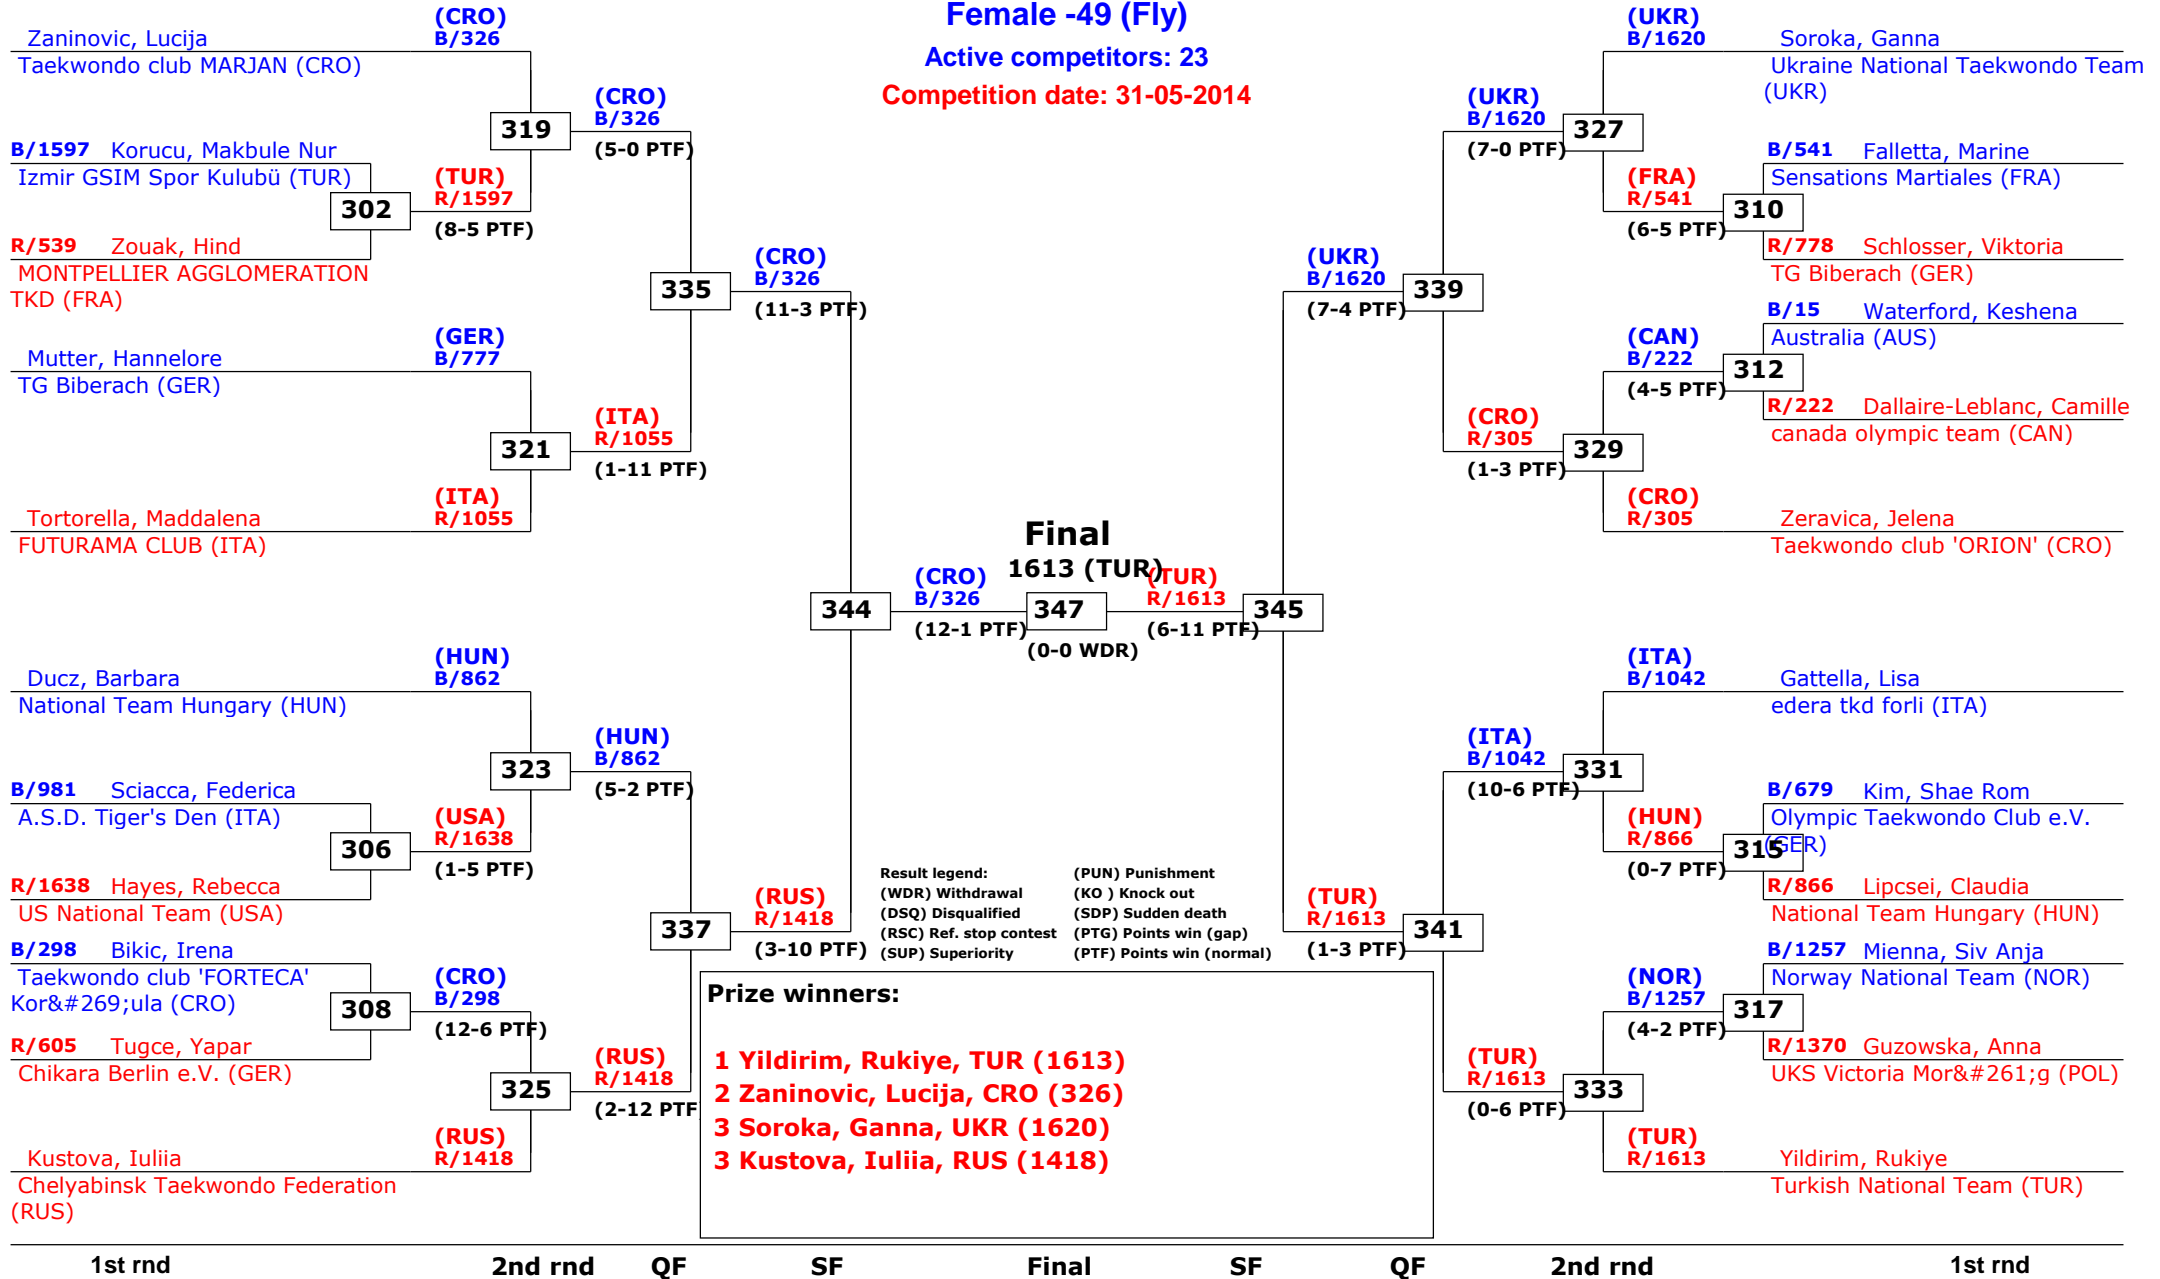 Female -49 (Fly)
Active competitors: 23
Competition date: 31-05-2014
Zaninovic, Lucija
Taekwondo club MARJAN (CRO)
(CRO)
B/326
B/1597 Korucu, Makbule Nur
Izmir GSIM Spor Kulubü (TUR)
302
R/539 Zouak, Hind
MONTPELLIER AGGLOMERATION
TKD (FRA)
(TUR)
R/1597
(8-5 PTF)
319
(CRO)
B/326
(5-0 PTF)
Mutter, Hannelore
TG Biberach (GER)
(GER)
B/777
321
Tortorella, Maddalena
FUTURAMA CLUB (ITA)
(ITA)
R/1055
(ITA)
R/1055
(1-11 PTF)
335
(CRO)
B/326
(11-3 PTF)
Ducz, Barbara
National Team Hungary (HUN)
(HUN)
B/862
B/981 Sciacca, Federica
A.S.D. Tiger's Den (ITA)
306
R/1638 Hayes, Rebecca
US National Team (USA)
(USA)
R/1638
(1-5 PTF)
323
(HUN)
B/862
(5-2 PTF)
B/298 Bikic, Irena
Taekwondo club 'FORTECA'
Kor&#269;ula (CRO)
308
R/605 Tugce, Yapar
Chikara Berlin e.V. (GER)
(CRO)
B/298
(12-6 PTF)
325
Kustova, Iuliia
Chelyabinsk Taekwondo Federation
(RUS)
(RUS)
R/1418
(RUS)
R/1418
(2-12 PTF
337
(RUS)
R/1418
(3-10 PTF)
344
(CRO)
B/326
(12-1 PTF)
Final
1613 (TUR)
347
(0-0 WDR)
(TUR)
R/1613
(6-11 PTF)
345
(UKR)
B/1620
(7-4 PTF)
339
(UKR)
B/1620
(7-0 PTF)
327
(UKR)
B/1620
Soroka, Ganna
Ukraine National Taekwondo Team
(UKR)
(FRA)
R/541
(6-5 PTF)
310
B/541 Falletta, Marine
Sensations Martiales (FRA)
R/778 Schlosser, Viktoria
TG Biberach (GER)
(CRO)
R/305
(1-3 PTF)
329
(CAN)
B/222
(4-5 PTF)
312
B/15 Waterford, Keshena
Australia (AUS)
R/222 Dallaire-Leblanc, Camille
canada olympic team (CAN)
(CRO)
R/305
Zeravica, Jelena
Taekwondo club 'ORION' (CRO)
(TUR)
R/1613
(1-3 PTF)
341
(ITA)
B/1042
(10-6 PTF)
331
(ITA)
B/1042
Gattella, Lisa
edera tkd forli (ITA)
(HUN)
R/866
(0-7 PTF)
315
B/679 Kim, Shae Rom
Olympic Taekwondo Club e.V.
(GER)
R/866 Lipcsei, Claudia
National Team Hungary (HUN)
(TUR)
R/1613
(0-6 PTF)
333
(NOR)
B/1257
(4-2 PTF)
317
B/1257 Mienna, Siv Anja
Norway National Team (NOR)
R/1370 Guzowska, Anna
UKS Victoria Mor&#261;g (POL)
(TUR)
R/1613
Yildirim, Rukiye
Turkish National Team (TUR)
Result legend:
(WDR) Withdrawal
(DSQ) Disqualified
(RSC) Ref. stop contest
(SUP) Superiority
(PUN) Punishment
(KO ) Knock out
(SDP) Sudden death
(PTG) Points win (gap)
(PTF) Points win (normal)
Prize winners:
1 Yildirim, Rukiye, TUR (1613)
2 Zaninovic, Lucija, CRO (326)
3 Soroka, Ganna, UKR (1620)
3 Kustova, Iuliia, RUS (1418)
1st rnd 2nd rnd QF SF Final SF QF 2nd rnd 1st rnd